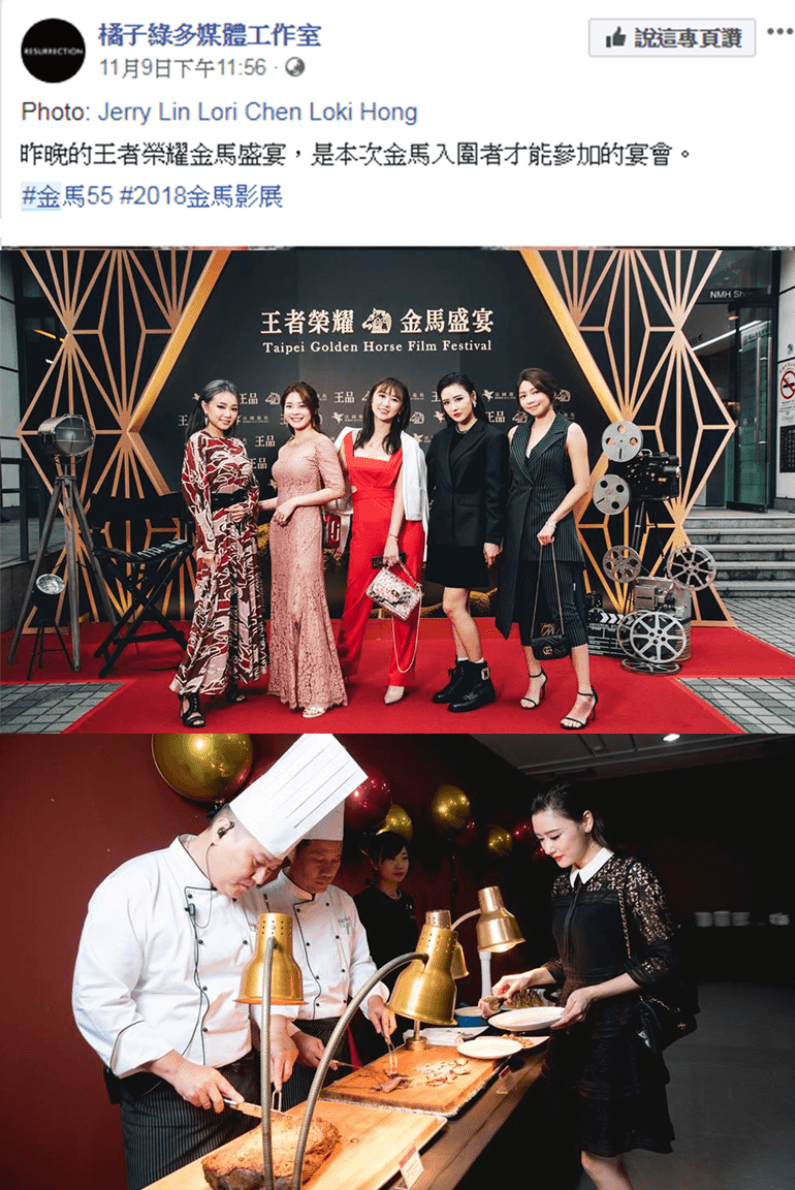 RESURRECTION
橘子綠多媒體工作室
11月9日下午11:56
說這專頁讚
Photo: Jerry Lin Lori Chen Loki Hong
昨晚的王者榮耀金馬盛宴，是本次金馬入圍者才能參加的宴會。
#金馬55 #2018金馬影展
NMH Sh
王者榮耀 金馬盛宴
Taipei Golden Horse Film Festival
王品
王品
王品
王品